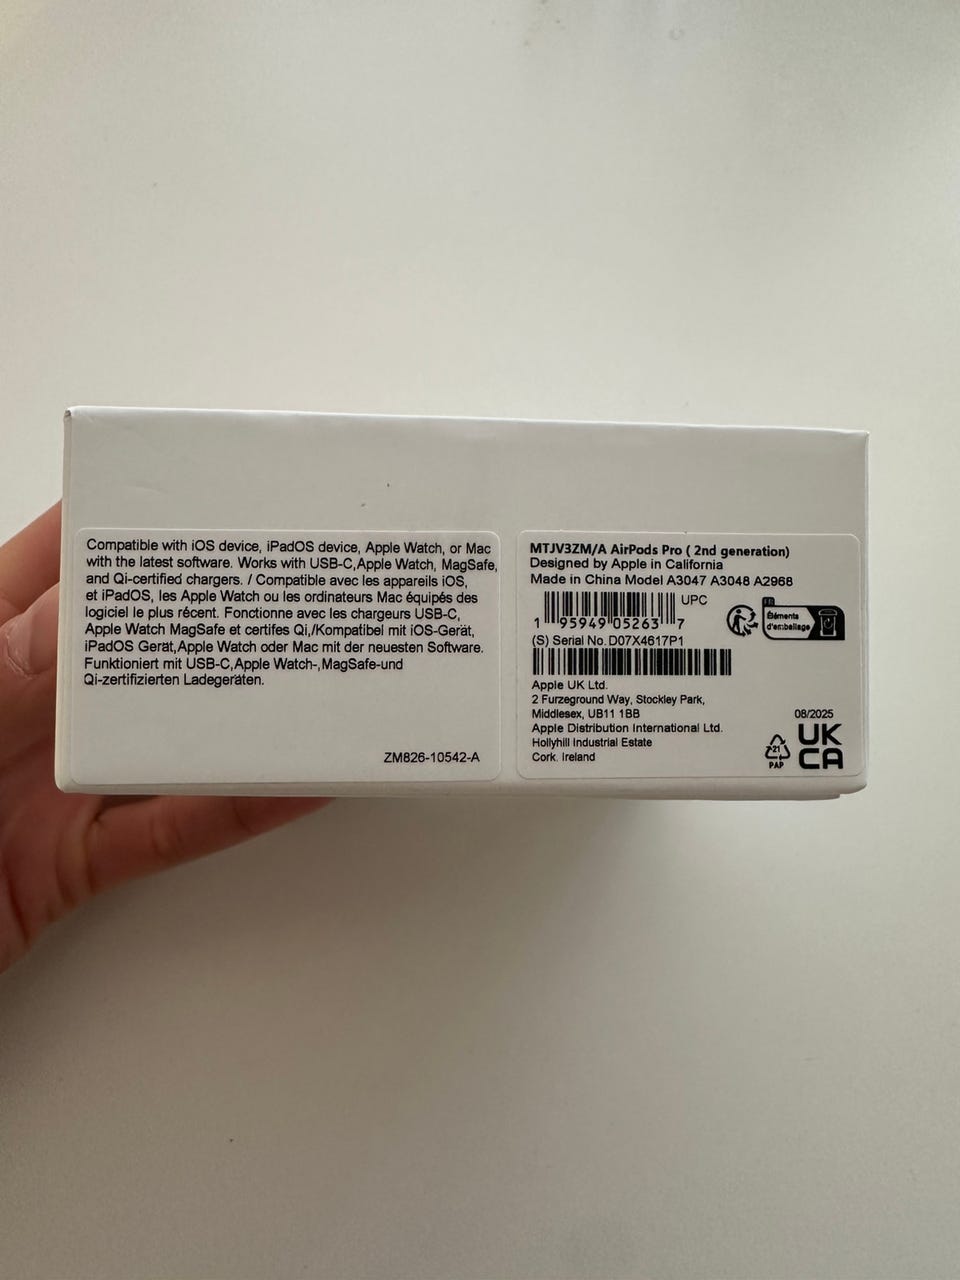 Compatible with iOS device, iPadOS device, Apple Watch, or Mac
with the latest software. Works with USB-C,Apple Watch, MagSafe,
and Qi-certified chargers. / Compatible avec les appareils iOS,
et iPadOS, les Apple Watch ou les ordinateurs Mac équipés des
logiciel le plus récent. Fonctionne avec les chargeurs USB-C,
Apple Watch MagSafe et certifes Qi,/Kompatibel mit iOS-Gerät,
iPadOS Gerät,Apple Watch oder Mac mit der neuesten Software.
Funktioniert mit USB-C,Apple Watch-,MagSafe-und
Qi-zertifizierten Ladegeräten.
ZM826-10542-A
MTJV3ZM/A AirPods Pro ( 2nd generation)
Designed by Apple in California
Made in China Model A3047 A3048 A2968
UPC
1 95949 05263 7
FR
Éléments
d'emballage
(S) Serial No.D07X4617P1
Apple UK Ltd.
2 Furzeground Way, Stockley Park,
Middlesex, UB11 1BB
Apple Distribution International Ltd.
Hollyhill Industrial Estate
Cork. Ireland
08/2025
21
PAP
UK
CA